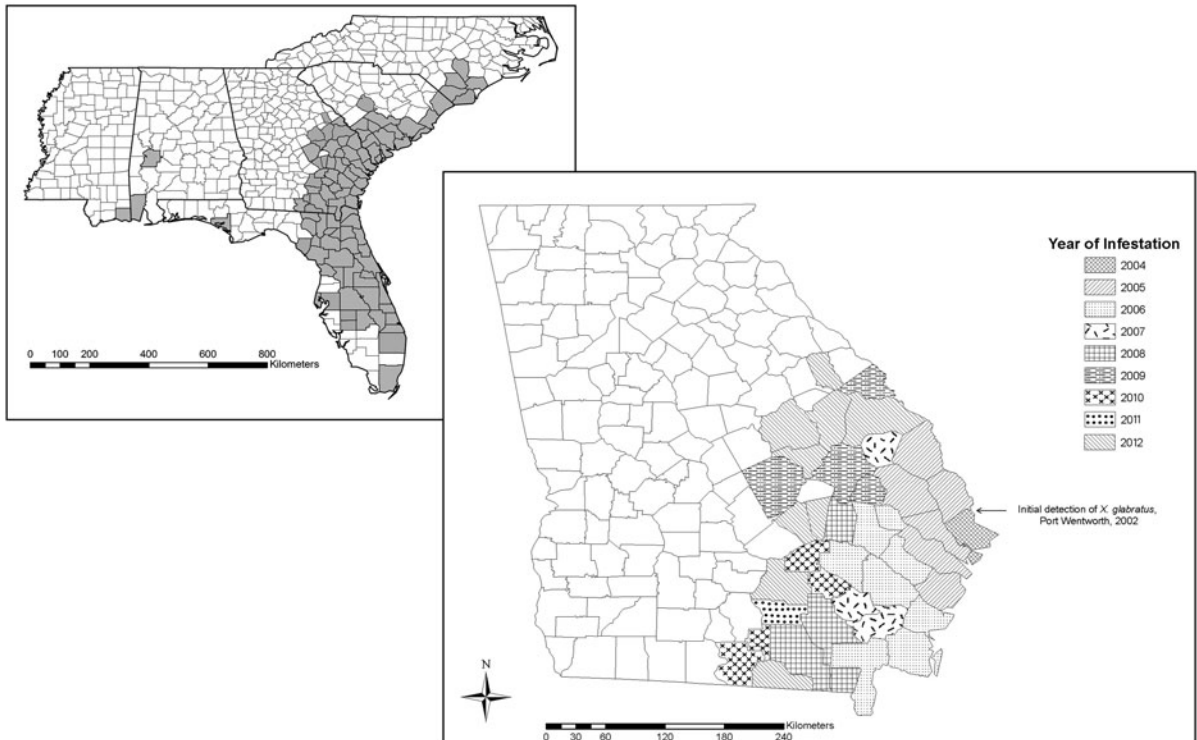 0 100 200 400 600 800
Kilometers
Year of Infestation
2004
2005
2006
2007
2008
2009
2010
2011
2012
Initial detection of X. glabratus,
Port Wentworth, 2002
N
Kilometers
0 30 60 120 180 240